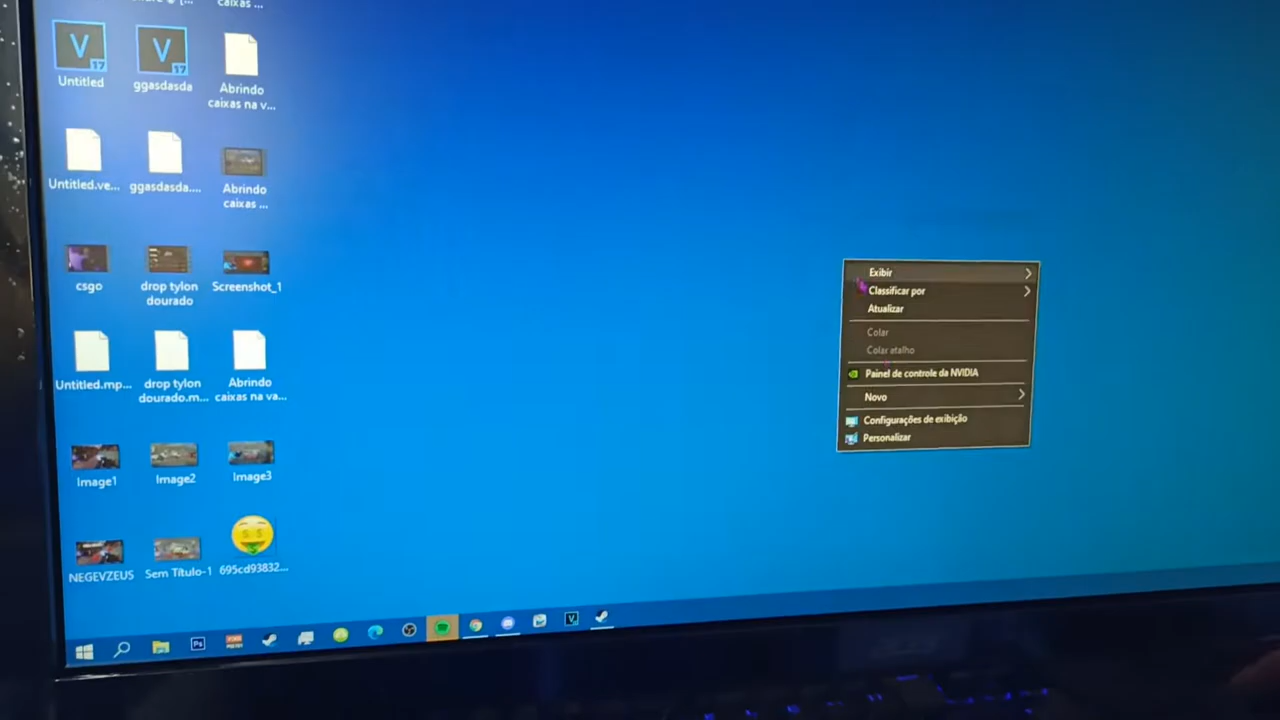 caixas ...
Untitled
ggasdasda
Abrindo
caixas na v...
Untitled.ve...
ggasdasda....
Abrindo
caixas ...
csgo
drop tylon
dourado
Screenshot_1
Untitled.mp...
drop tylon
dourado.m...
Abrindo
caixas na va...
Image1
Image2
Image3
NEGEVZEUS
Sem Título-1
695cd93832...
Exibir
Classificar por
Atualizar
Colar
Colar atalho
Painel de controle da NVIDIA
Novo
Configurações de exibição
Personalizar